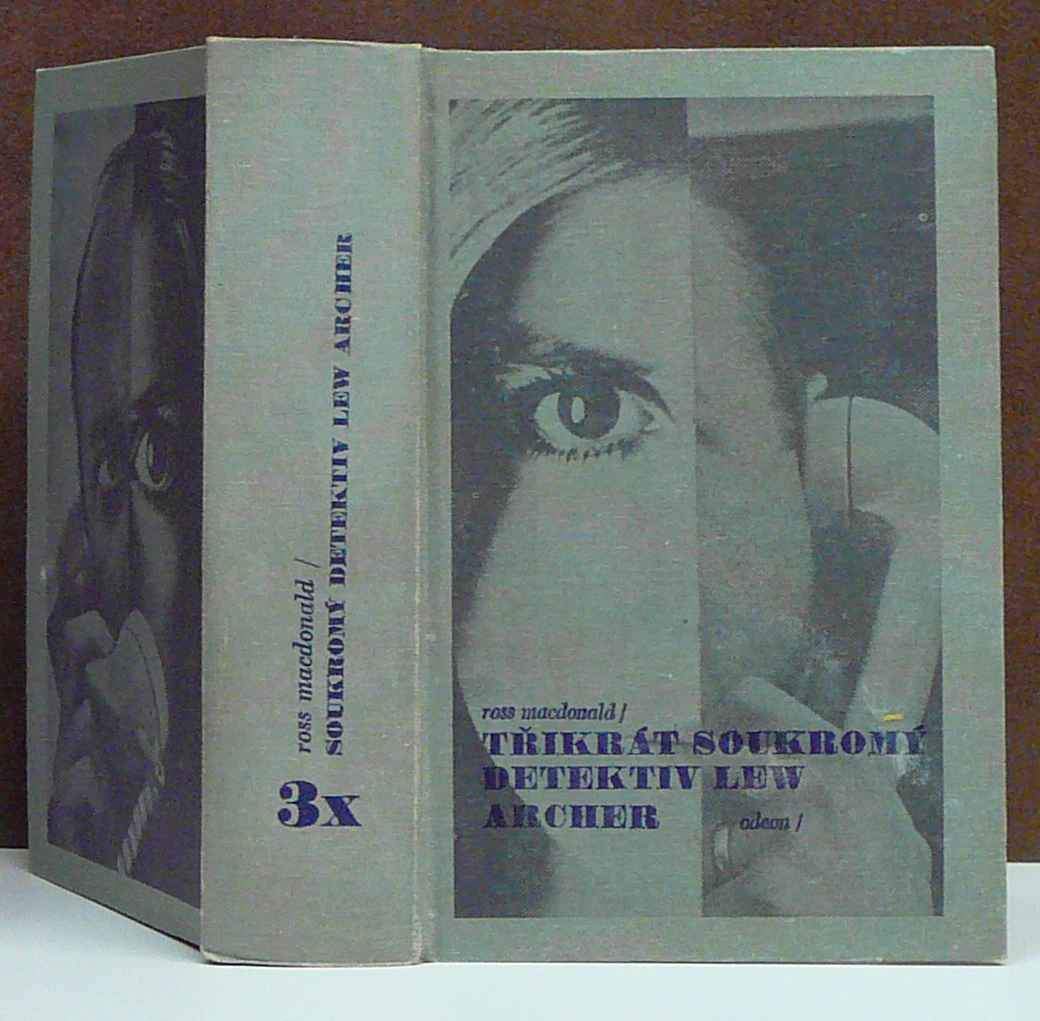 ross macdonald /
SOUKROMÝ DETEKTIV LEW ARCHER
3x
ross macdonald /
TŘIKRÁT SOUKROMÝ
DETEKTIV LEW
ARCHER
odeon /